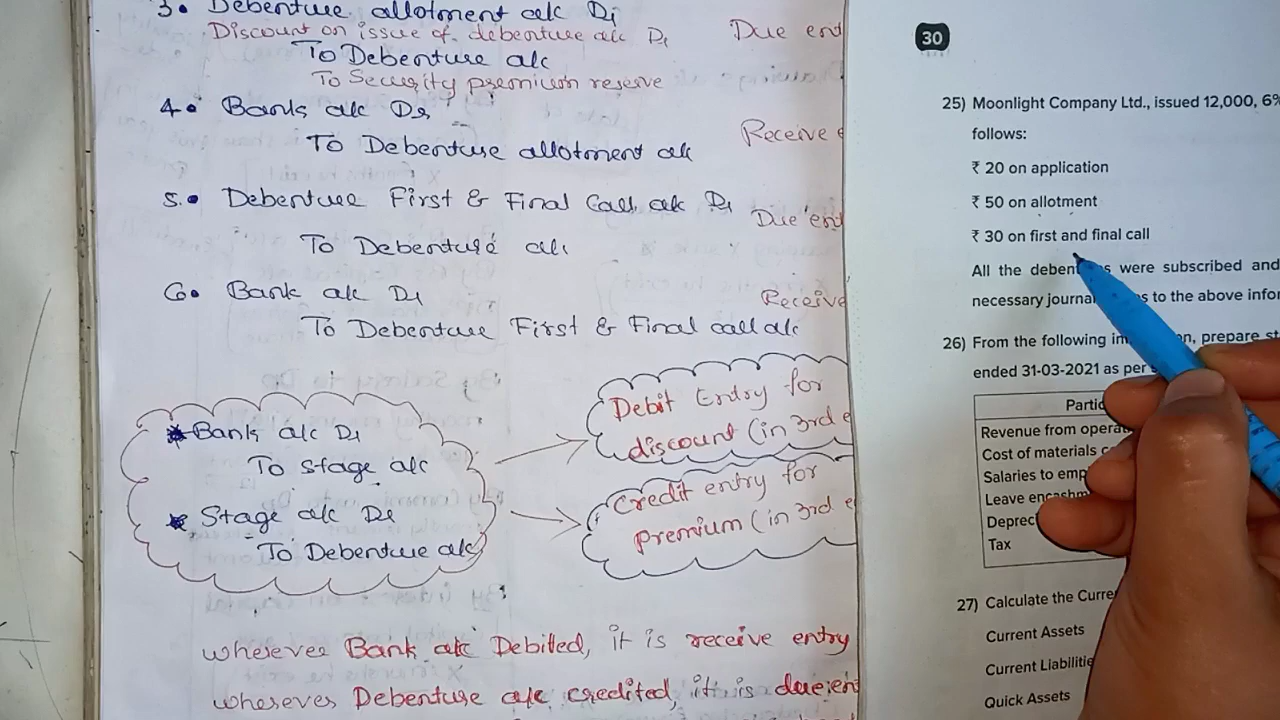 3. Debenture allotment a/c Dr
Discount on issue of debenture a/c Dr Due ent
To Debenture a/c
To Security premium reserve
4. Bank a/c Dr
Receive e
To Debenture allotment a/c
5. Debenture First & Final Call a/c Dr
Due ent
To Debenture a/c
6. Bank a/c Dr
Receive
To Debenture First & Final call a/c
* Bank a/c Dr
To stage a/c
* Stage a/c Dr
To Debenture a/c
Debit Entry for
discount (in 3rd e
Credit entry for
premium (in 3rd e
wherever Bank a/c Debited, it is receive entry
wherever Debenture a/c credited, it is due ent
30
25) Moonlight Company Ltd., issued 12,000, 6%
follows:
₹ 20 on application
₹ 50 on allotment
₹ 30 on first and final call
All the deben s were subscribed and
necessary journa s to the above infor
26) From the following in n, prepare st
ended 31-03-2021 as per
Partic
Revenue from opera
Cost of materials c
Salaries to emp
Leave encashm
Deprec
Tax
27) Calculate the Curre
Current Assets
Current Liabilitie
Quick Assets